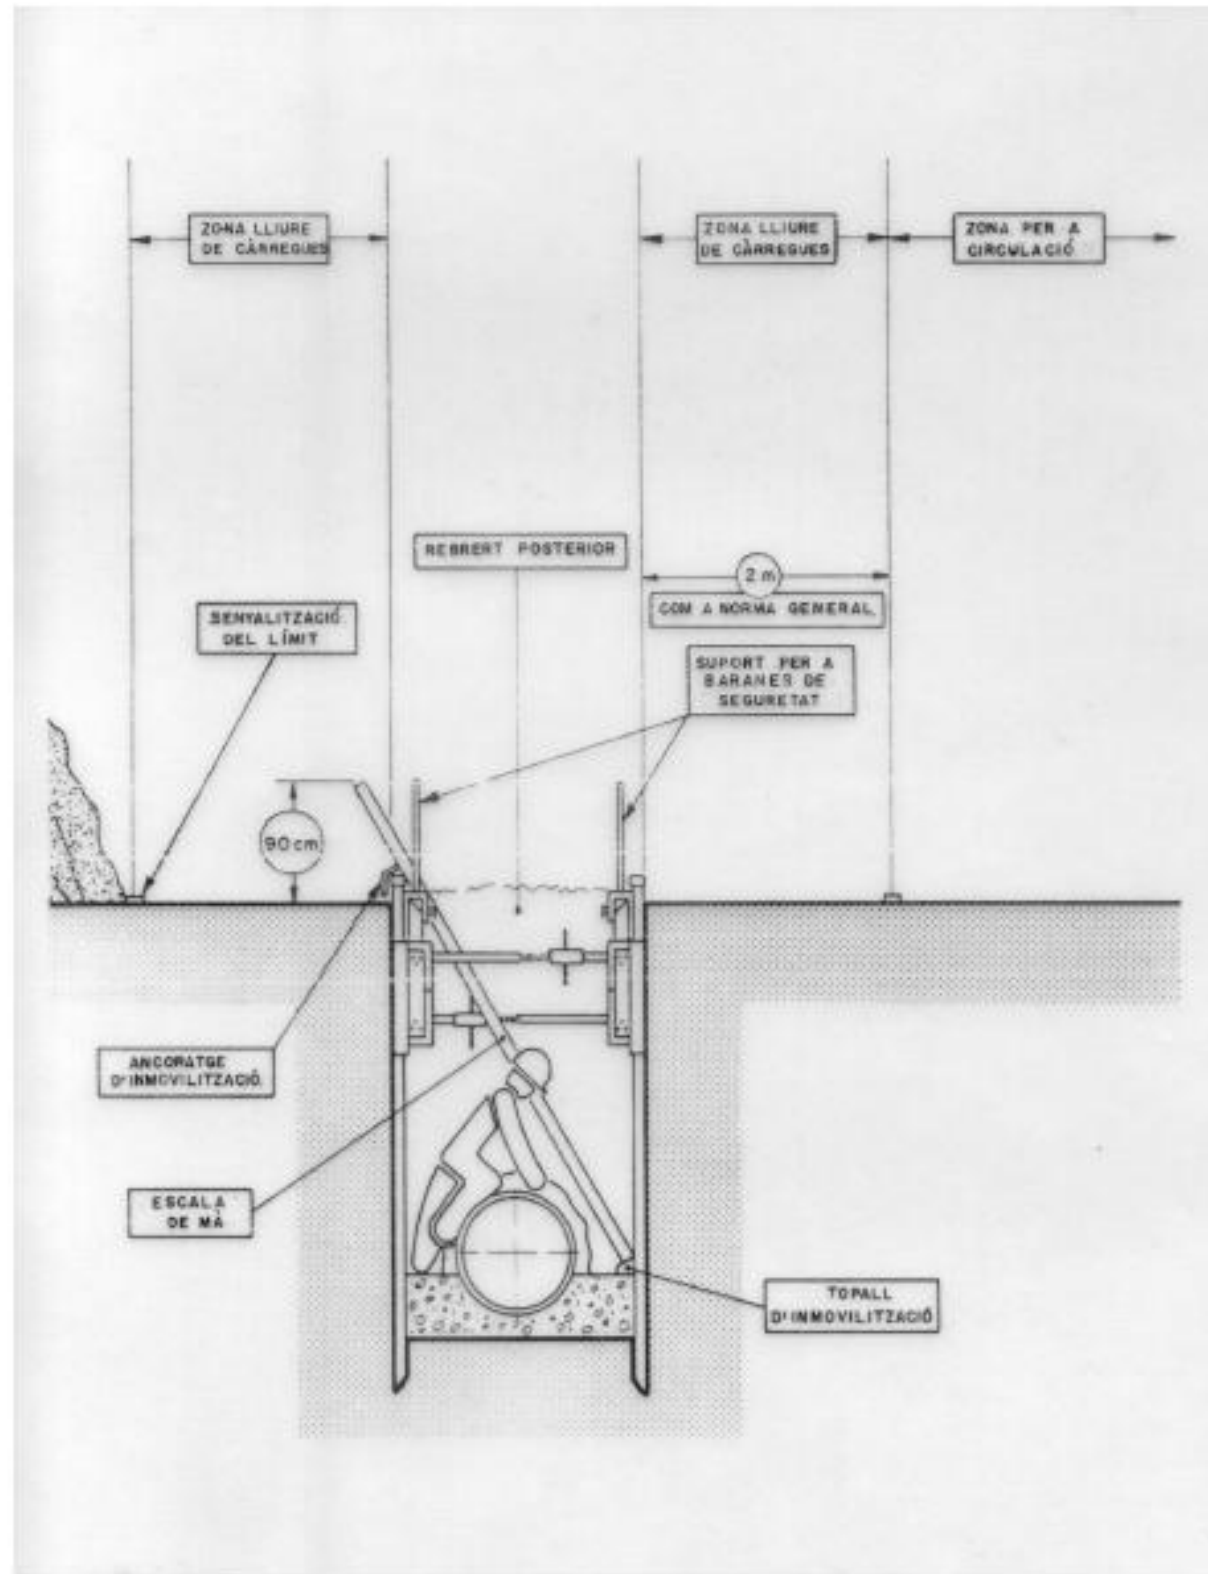 ZONA LLIURE
DE CÀRREGUES
ZONA LLIURE
DE CÀRREGUES
ZONA PER A
CIRCULACIÓ
REBRERT POSTERIOR
2 m
COM A NORMA GENERAL.
SENYALITZACIÓ
DEL LÍMIT
SUPORT PER A
BARANES DE
SEGURETAT
90 cm
ANCORATGE
D'INMOVILITZACIÓ.
ESCALA
DE MÀ
TOPALL
D'INMOVILITZACIÓ